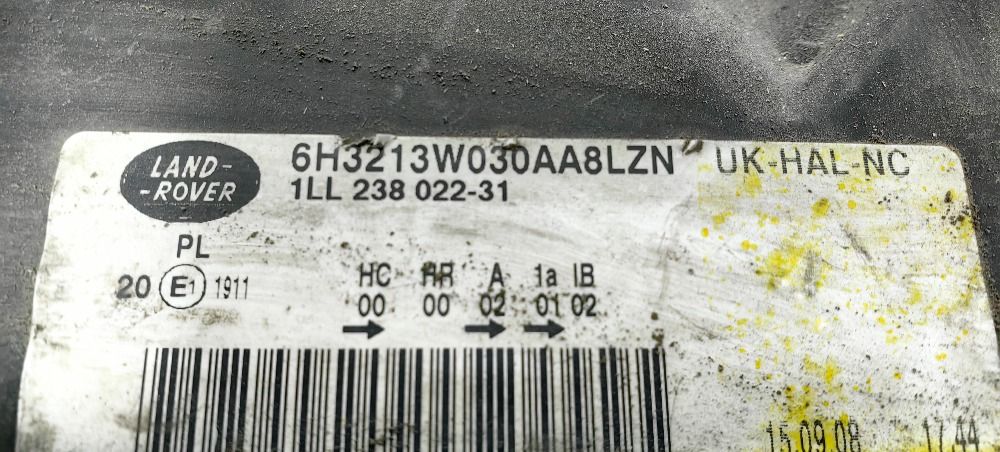 LAND-
-ROVER
6H3213W030AA8LZN UK-HAL-NC
1LL 238 022-31
PL
20 E1 1911
HC HR A 1a IB
00 00 02 01 02
15.09.08 17.44